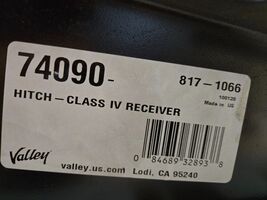 74090-
817-1066
100120
Made in US
HITCH-CLASS IV RECEIVER
Valley
0 84689 32893 8
valley.us.com Lodi, CA 95240